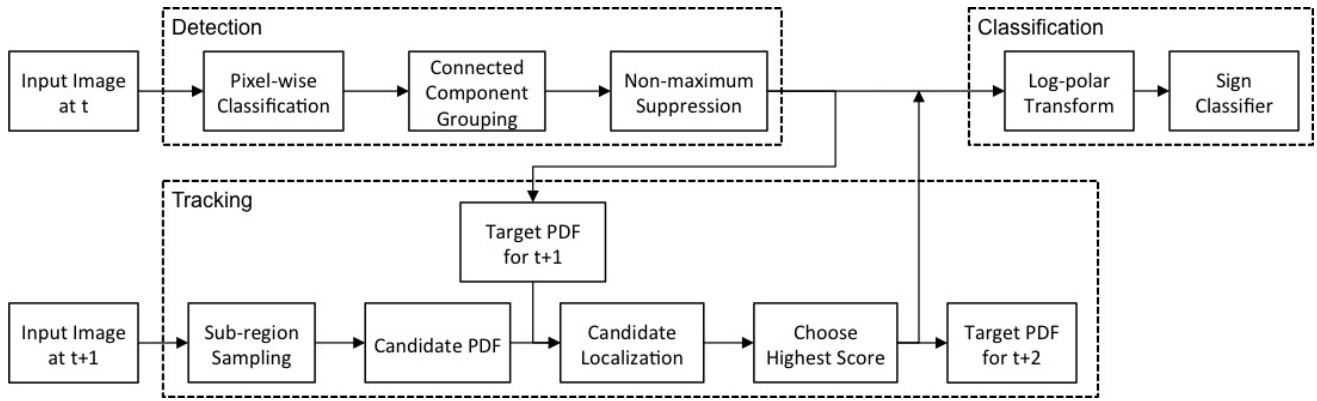 Detection
Input Image
at t
Pixel-wise
Classification
Connected
Component
Grouping
Non-maximum
Suppression
Classification
Log-polar
Transform
Sign
Classifier
Tracking
Target PDF
for t+1
Input Image
at t+1
Sub-region
Sampling
Candidate PDF
Candidate
Localization
Choose
Highest Score
Target PDF
for t+2